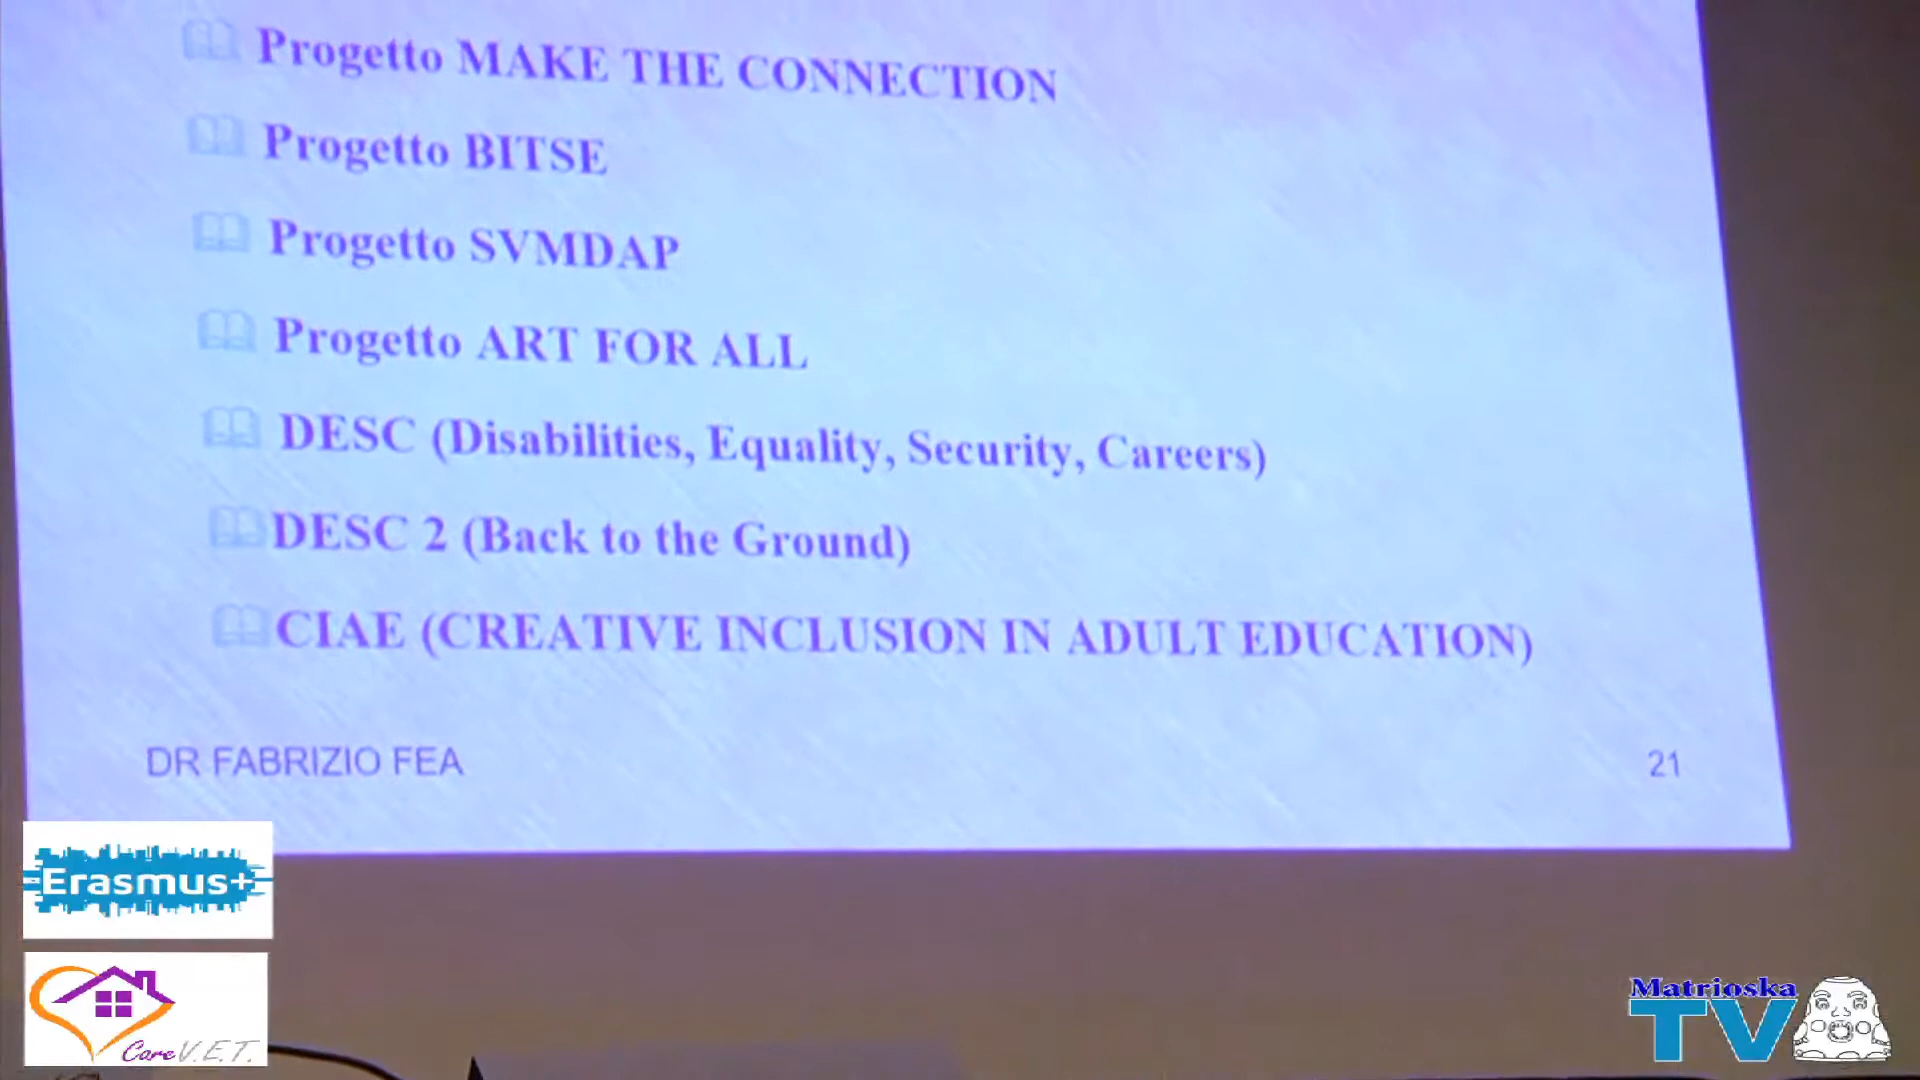 Progetto MAKE THE CONNECTION
Progetto BITSE
Progetto SVMDAP
Progetto ART FOR ALL
DESC (Disabilities, Equality, Security, Careers)
DESC 2 (Back to the Ground)
CIAE (CREATIVE INCLUSION IN ADULT EDUCATION)
DR FABRIZIO FEA
21
Erasmus+
Care V.E.T.
Matrioska
TV